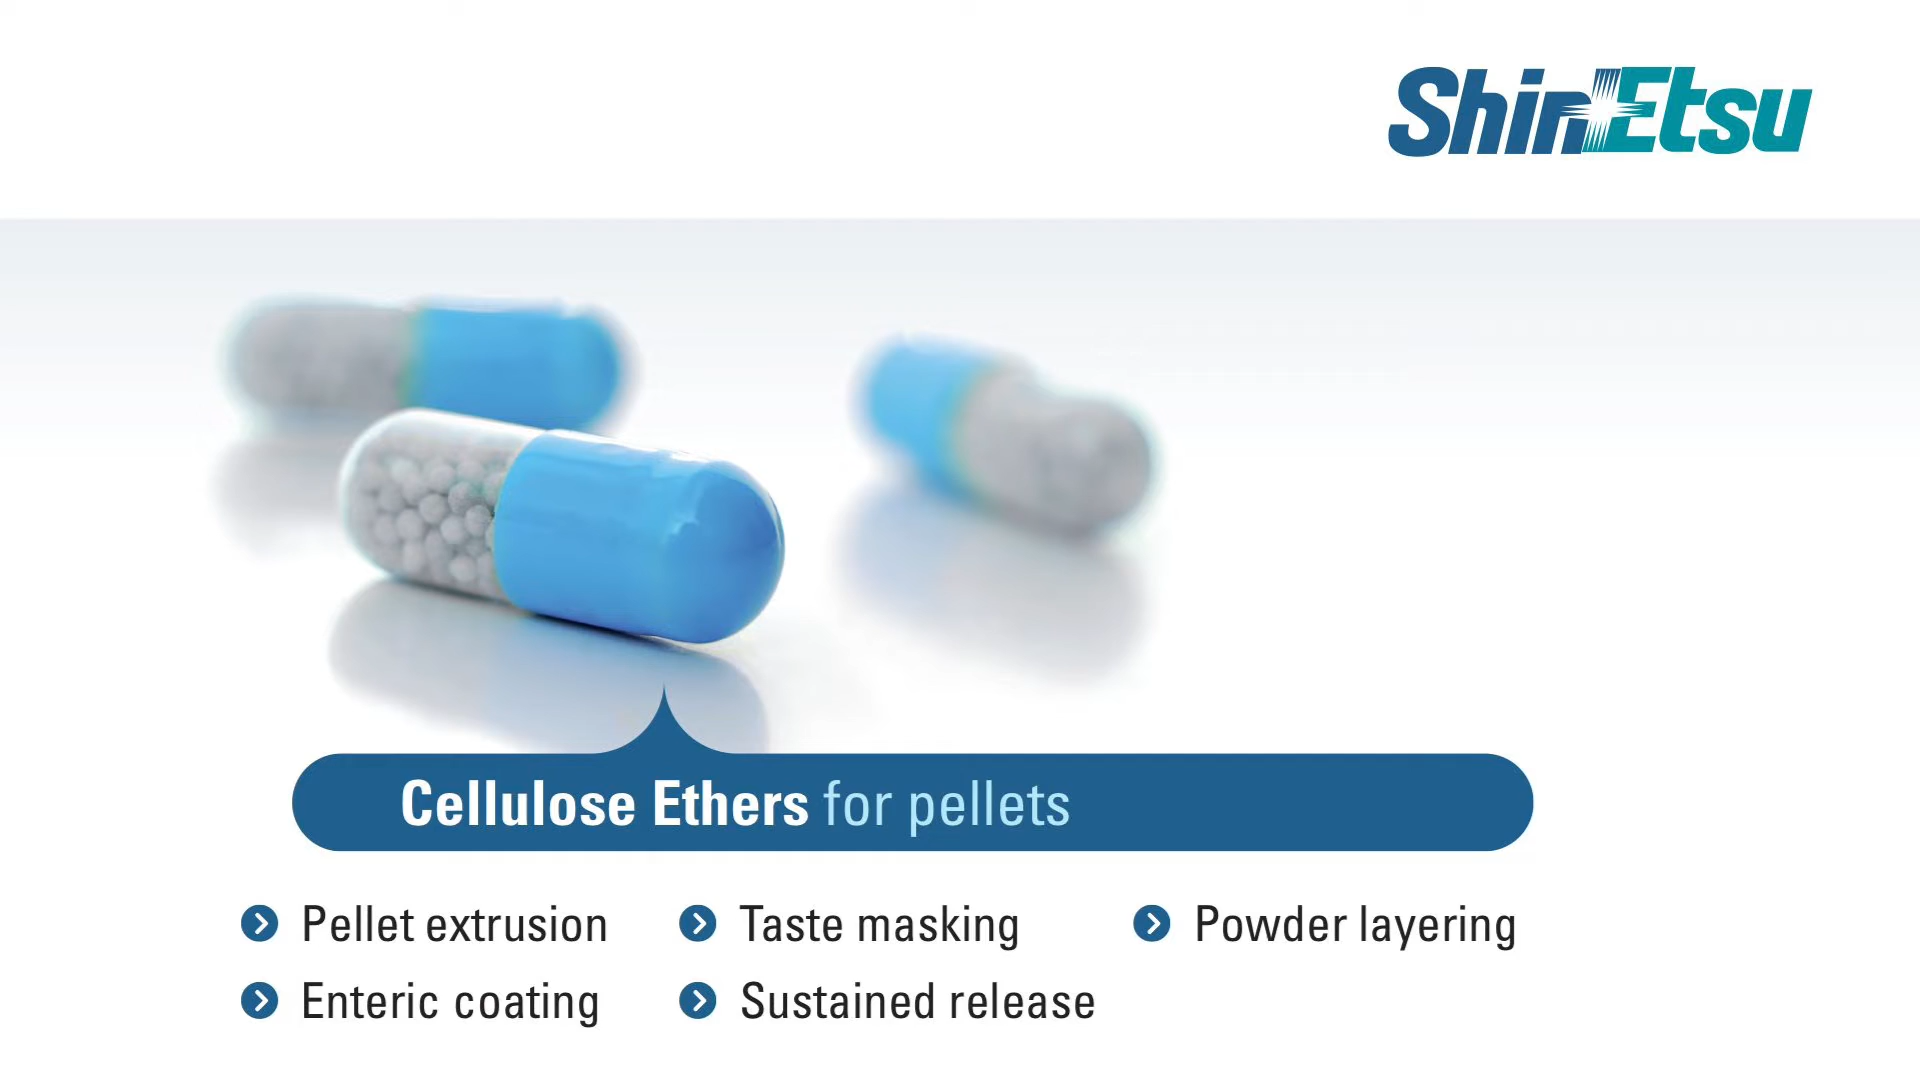 ShinEtsu
Cellulose Ethers for pellets
Pellet extrusion
Taste masking
Powder layering
Enteric coating
Sustained release